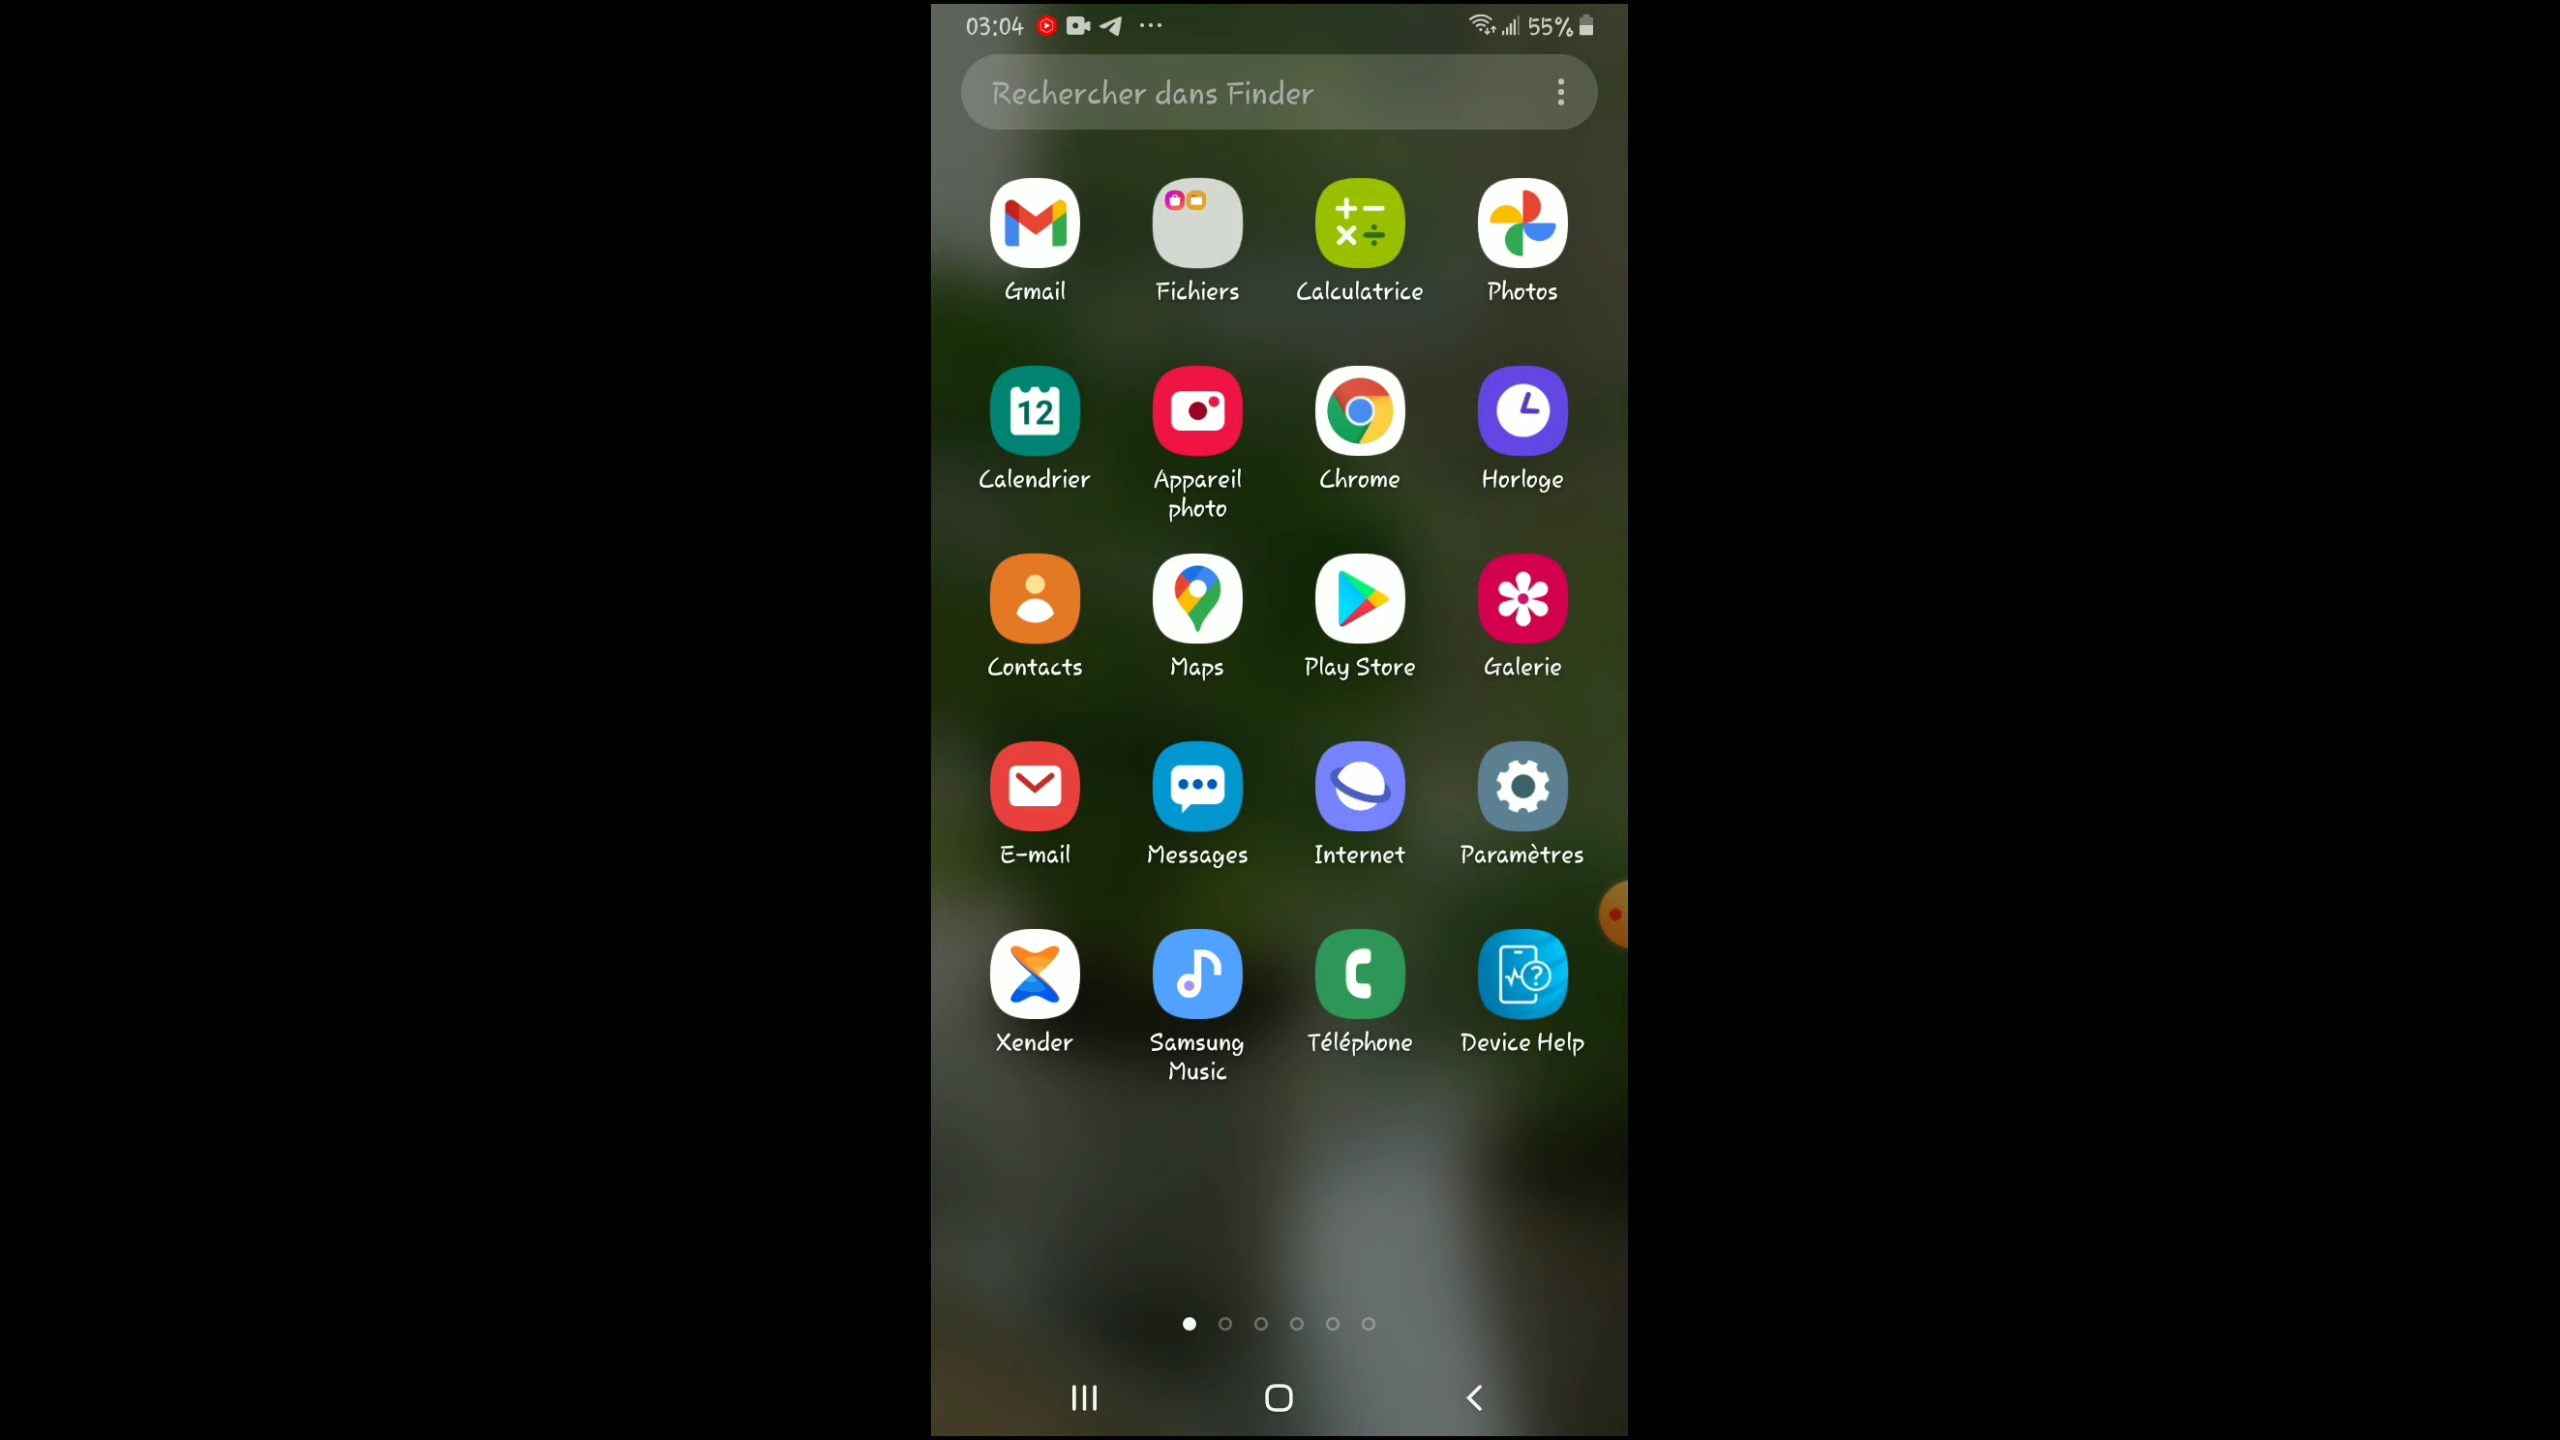 03:04
55%
Rechercher dans Finder
Gmail
Fichiers
Calculatrice
Photos
12
Calendrier
Appareil
photo
Chrome
Horloge
Contacts
Maps
Play Store
Galerie
E-mail
Messages
Internet
Paramètres
?
Xender
Samsung
Music
Téléphone
Device Help